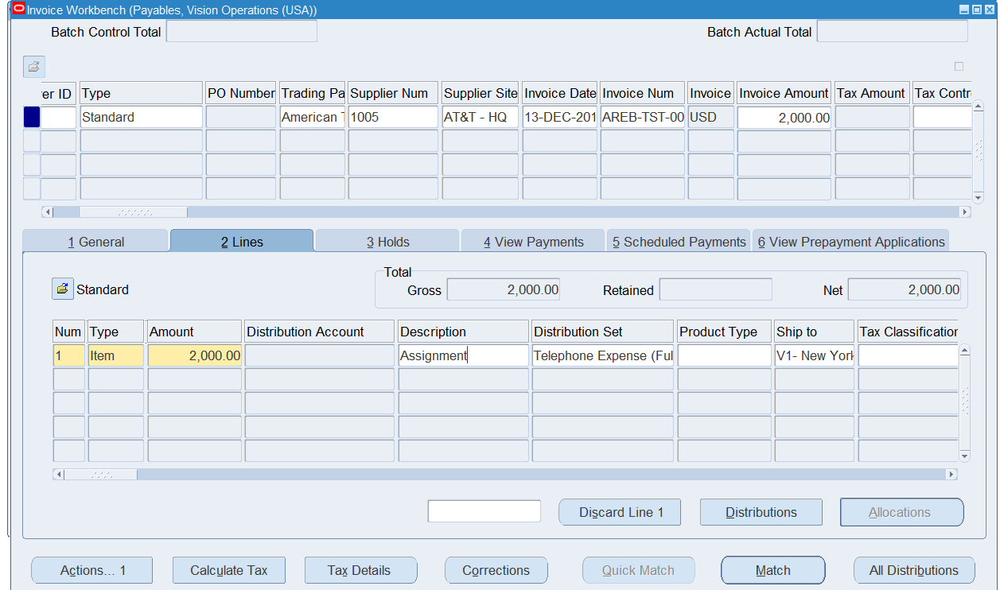 Invoice Workbench (Payables, Vision Operations (USA))
Batch Control Total
Batch Actual Total
er ID Type PO Number Trading Pa Supplier Num Supplier Site Invoice Date Invoice Num Invoice Invoice Amount Tax Amount Tax Contr
Standard American T 1005 AT&T - HQ 13-DEC-201 AREB-TST-00 USD 2,000.00
1 General 2 Lines 3 Holds 4 View Payments 5 Scheduled Payments 6 View Prepayment Applications
Total
Standard Gross 2,000.00 Retained Net 2,000.00
Num Type Amount Distribution Account Description Distribution Set Product Type Ship to Tax Classification
1 Item 2,000.00 Assignment Telephone Expense (Ful V1- New York
Discard Line 1 Distributions Allocations
Actions... 1 Calculate Tax Tax Details Corrections Quick Match Match All Distributions